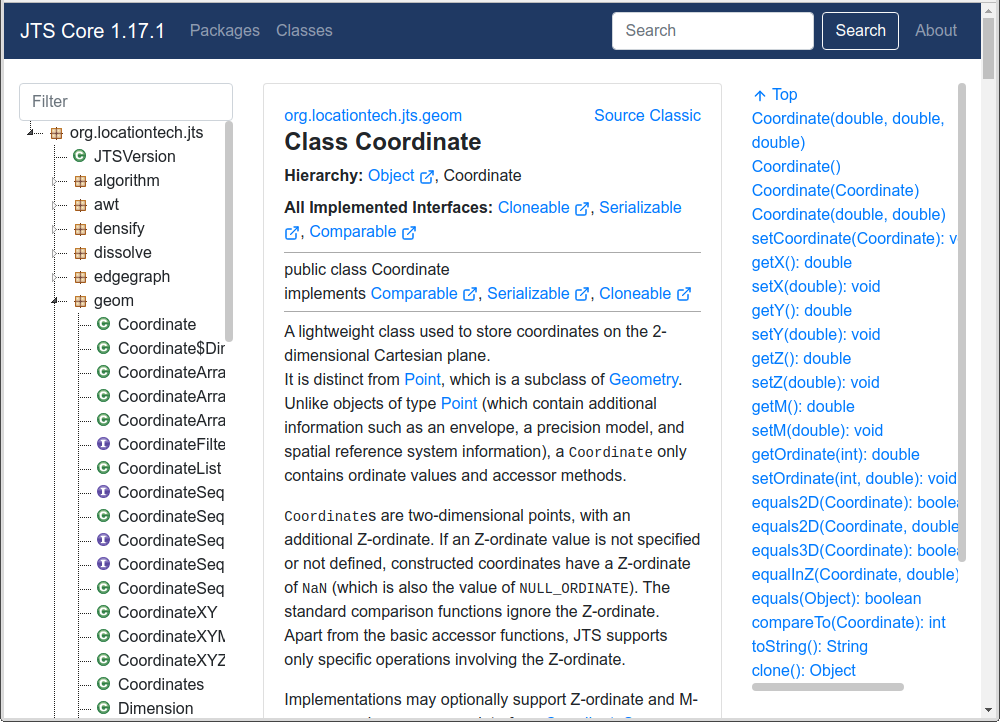 JTS Core 1.17.1 Packages Classes Search Search About
Filter
org.locationtech.jts
JTSVersion
algorithm
awt
densify
dissolve
edgegraph
geom
Coordinate
Coordinate$Dir
CoordinateArra
CoordinateArra
CoordinateArra
CoordinateFilte
CoordinateList
CoordinateSeq
CoordinateSeq
CoordinateSeq
CoordinateSeq
CoordinateSeq
CoordinateXY
CoordinateXYM
CoordinateXYZ
Coordinates
Dimension
org.locationtech.jts.geom Source Classic
Class Coordinate
Hierarchy: Object, Coordinate
All Implemented Interfaces: Cloneable, Serializable
, Comparable
public class Coordinate
implements Comparable, Serializable, Cloneable
A lightweight class used to store coordinates on the 2-
dimensional Cartesian plane.
It is distinct from Point, which is a subclass of Geometry.
Unlike objects of type Point (which contain additional
information such as an envelope, a precision model, and
spatial reference system information), a Coordinate only
contains ordinate values and accessor methods.
Coordinates are two-dimensional points, with an
additional Z-ordinate. If an Z-ordinate value is not specified
or not defined, constructed coordinates have a Z-ordinate
of NaN (which is also the value of NULL_ORDINATE). The
standard comparison functions ignore the Z-ordinate.
Apart from the basic accessor functions, JTS supports
only specific operations involving the Z-ordinate.
Implementations may optionally support Z-ordinate and M-
Top
Coordinate(double, double,
double)
Coordinate()
Coordinate(Coordinate)
Coordinate(double, double)
setCoordinate(Coordinate): v
getX(): double
setX(double): void
getY(): double
setY(double): void
getZ(): double
setZ(double): void
getM(): double
setM(double): void
getOrdinate(int): double
setOrdinate(int, double): void
equals2D(Coordinate): boolea
equals2D(Coordinate, double
equals3D(Coordinate): boolea
equalInZ(Coordinate, double)
equals(Object): boolean
compareTo(Coordinate): int
toString(): String
clone(): Object